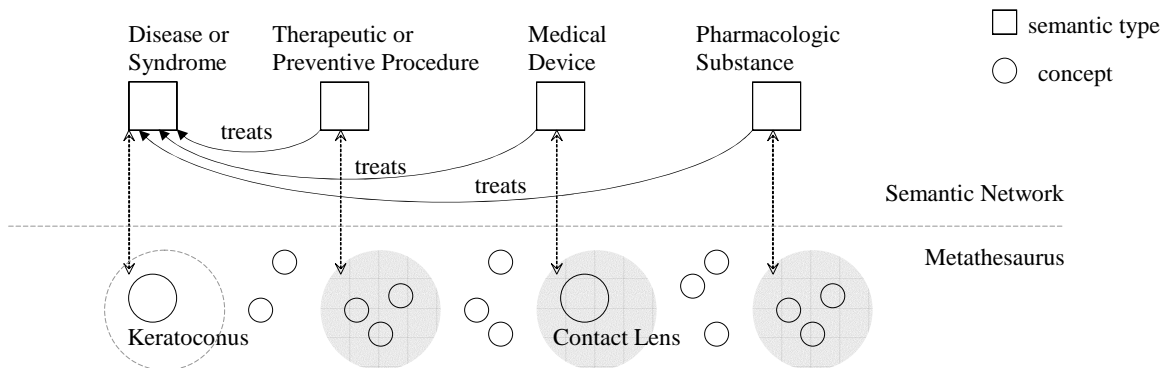 Disease or
Syndrome
Therapeutic or
Preventive Procedure
Medical
Device
Pharmacologic
Substance
semantic type
concept
treats
treats
treats
Semantic Network
Metathesaurus
Keratoconus
Contact Lens